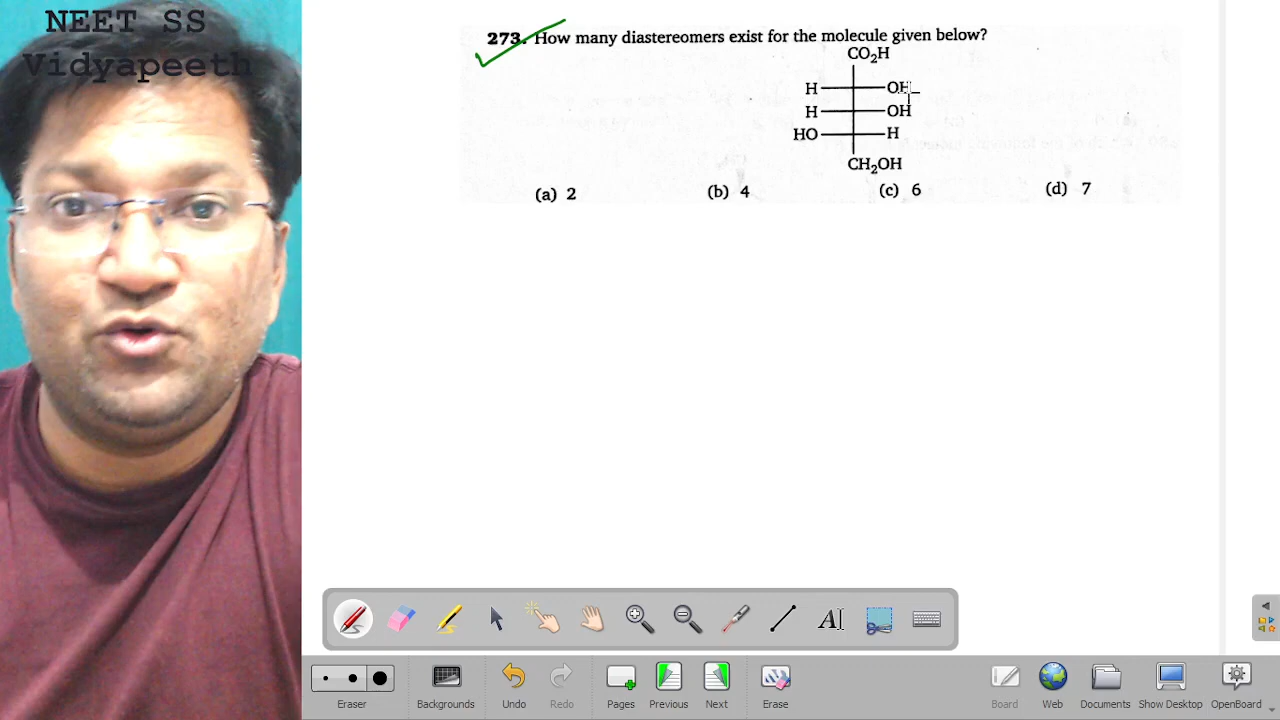 NEET SS
Vidyapeeth
273. How many diastereomers exist for the molecule given below?
CO₂H
H OH
H OH
HO H
CH₂OH
(a) 2 (b) 4 (c) 6 (d) 7
Eraser Backgrounds Undo Redo Pages Previous Next Erase Board Web Documents Show Desktop OpenBoard